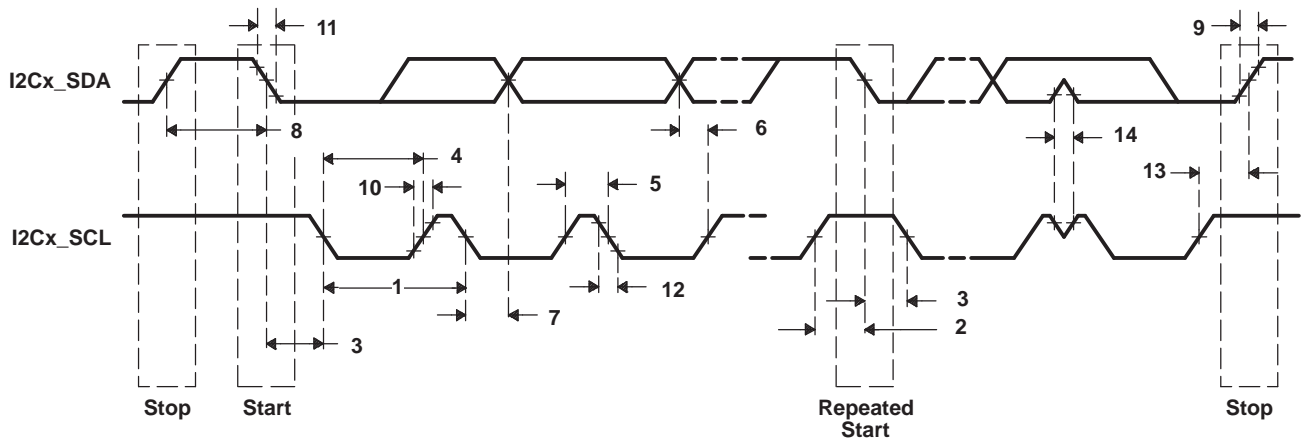 11
9
I2Cx_SDA
8
6
14
4
10
5
13
I2Cx_SCL
1
12
3
7
2
3
Stop
Start
Repeated
Start
Stop